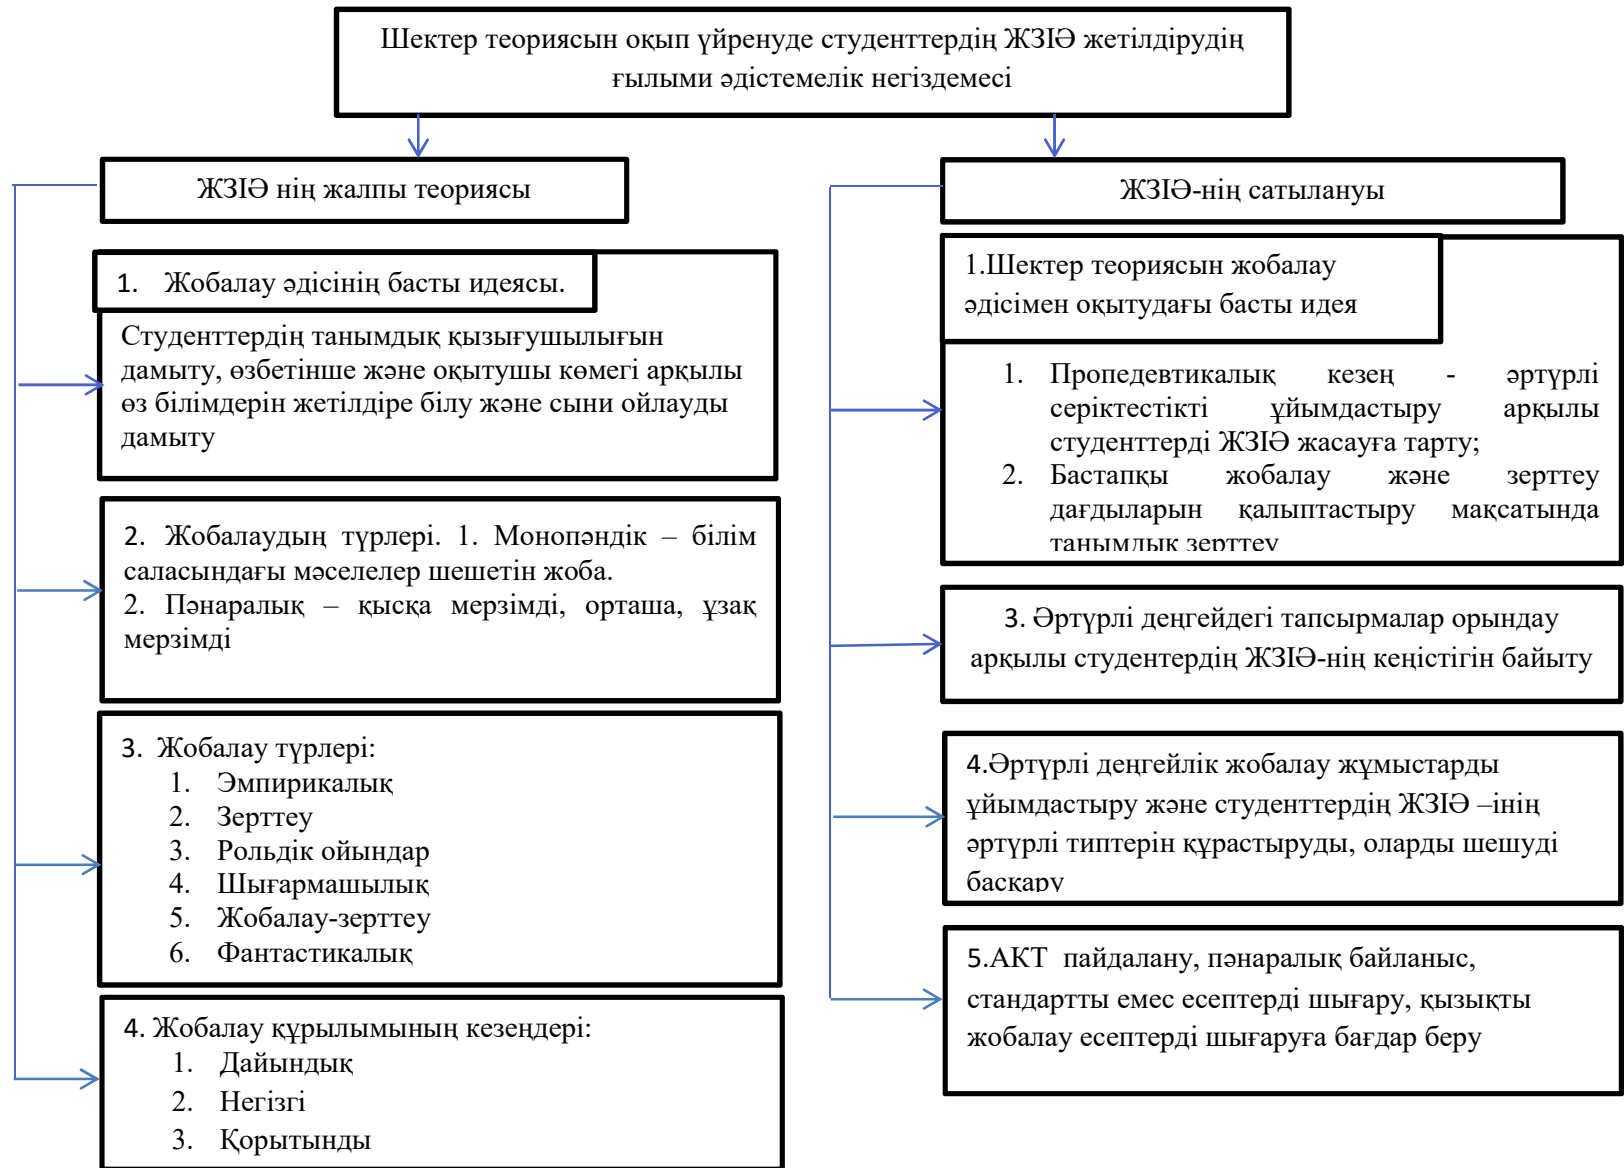 Шектер теориясын оқып үйренуде студенттердің ЖЗІӘ жетілдірудің
ғылыми әдістемелік негіздемесі
ЖЗІӘ нің жалпы теориясы
1. Жобалау әдісінің басты идеясы.
Студенттердің танымдық қызығушылығын
дамыту, өзбетінше және оқытушы көмегі арқылы
өз білімдерін жетілдіре білу және сыни ойлауды
дамыту
2. Жобалаудың түрлері. 1. Монопәндік – білім
саласындағы мәселелер шешетін жоба.
2. Пәнаралық – қысқа мерзімді, орташа, ұзақ
мерзімді
3. Жобалау түрлері:
1. Эмпирикалық
2. Зерттеу
3. Рольдік ойындар
4. Шығармашылық
5. Жобалау-зерттеу
6. Фантастикалық
4. Жобалау құрылымының кезеңдері:
1. Дайындық
2. Негізгі
3. Қорытынды
ЖЗІӘ-нің сатылануы
1.Шектер теориясын жобалау
әдісімен оқытудағы басты идея
1. Пропедевтикалық кезең - әртүрлі
серіктестікті ұйымдастыру арқылы
студенттерді ЖЗІӘ жасауға тарту;
2. Бастапқы жобалау және зерттеу
дағдыларын қалыптастыру мақсатында
танымдық зерттеу
3. Әртүрлі деңгейдегі тапсырмалар орындау
арқылы студентердің ЖЗІӘ-нің кеңістігін байыту
4.Әртүрлі деңгейлік жобалау жұмыстарды
ұйымдастыру және студенттердің ЖЗІӘ –інің
әртүрлі типтерін құрастыруды, оларды шешуді
басқару
5.АКТ пайдалану, пәнаралық байланыс,
стандартты емес есептерді шығару, қызықты
жобалау есептерді шығаруға бағдар беру